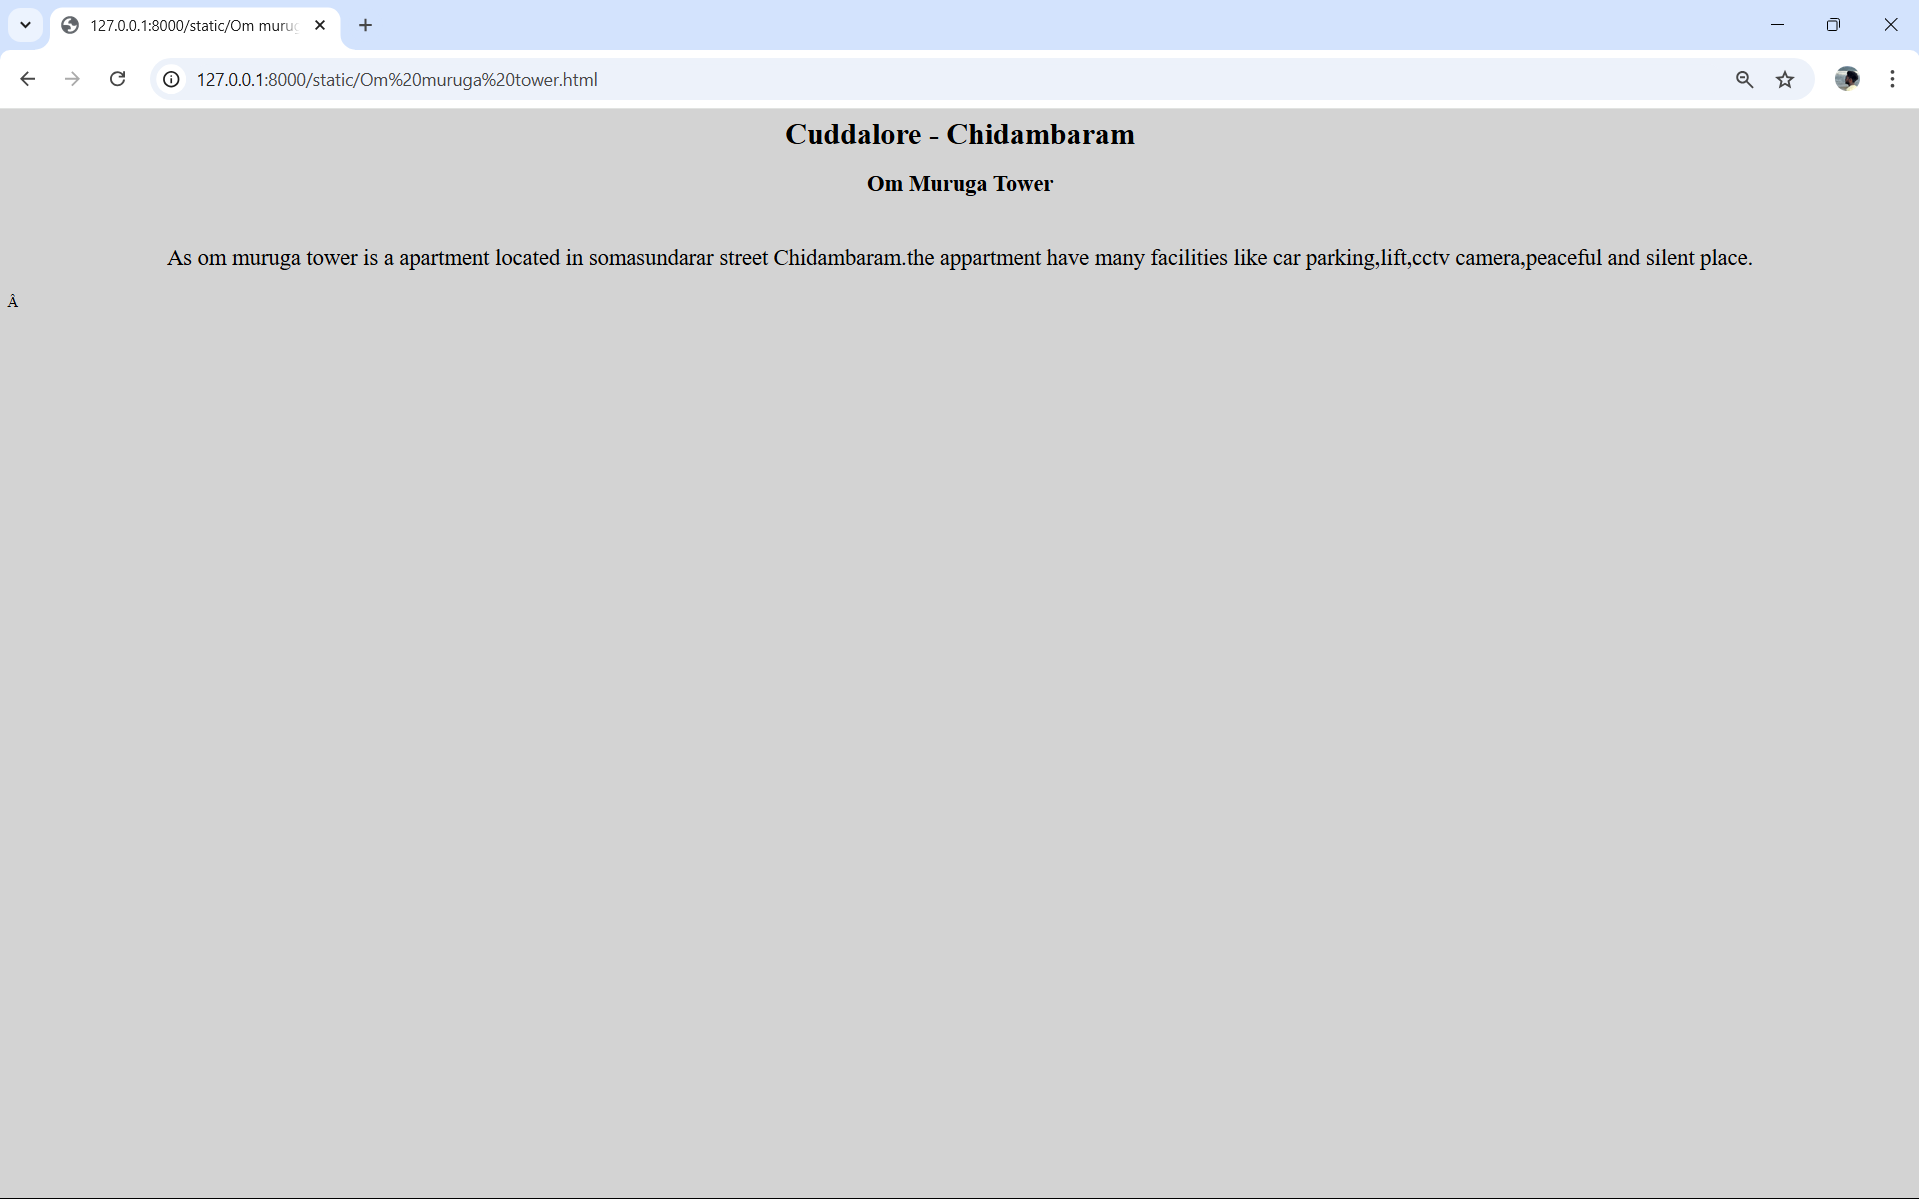 127.0.0.1:8000/static/Om muru
127.0.0.1:8000/static/Om%20muruga%20tower.html
Cuddalore - Chidambaram
Om Muruga Tower
As om muruga tower is a apartment located in somasundarar street Chidambaram.the appartment have many facilities like car parking,lift,cctv camera,peaceful and silent place.
Â